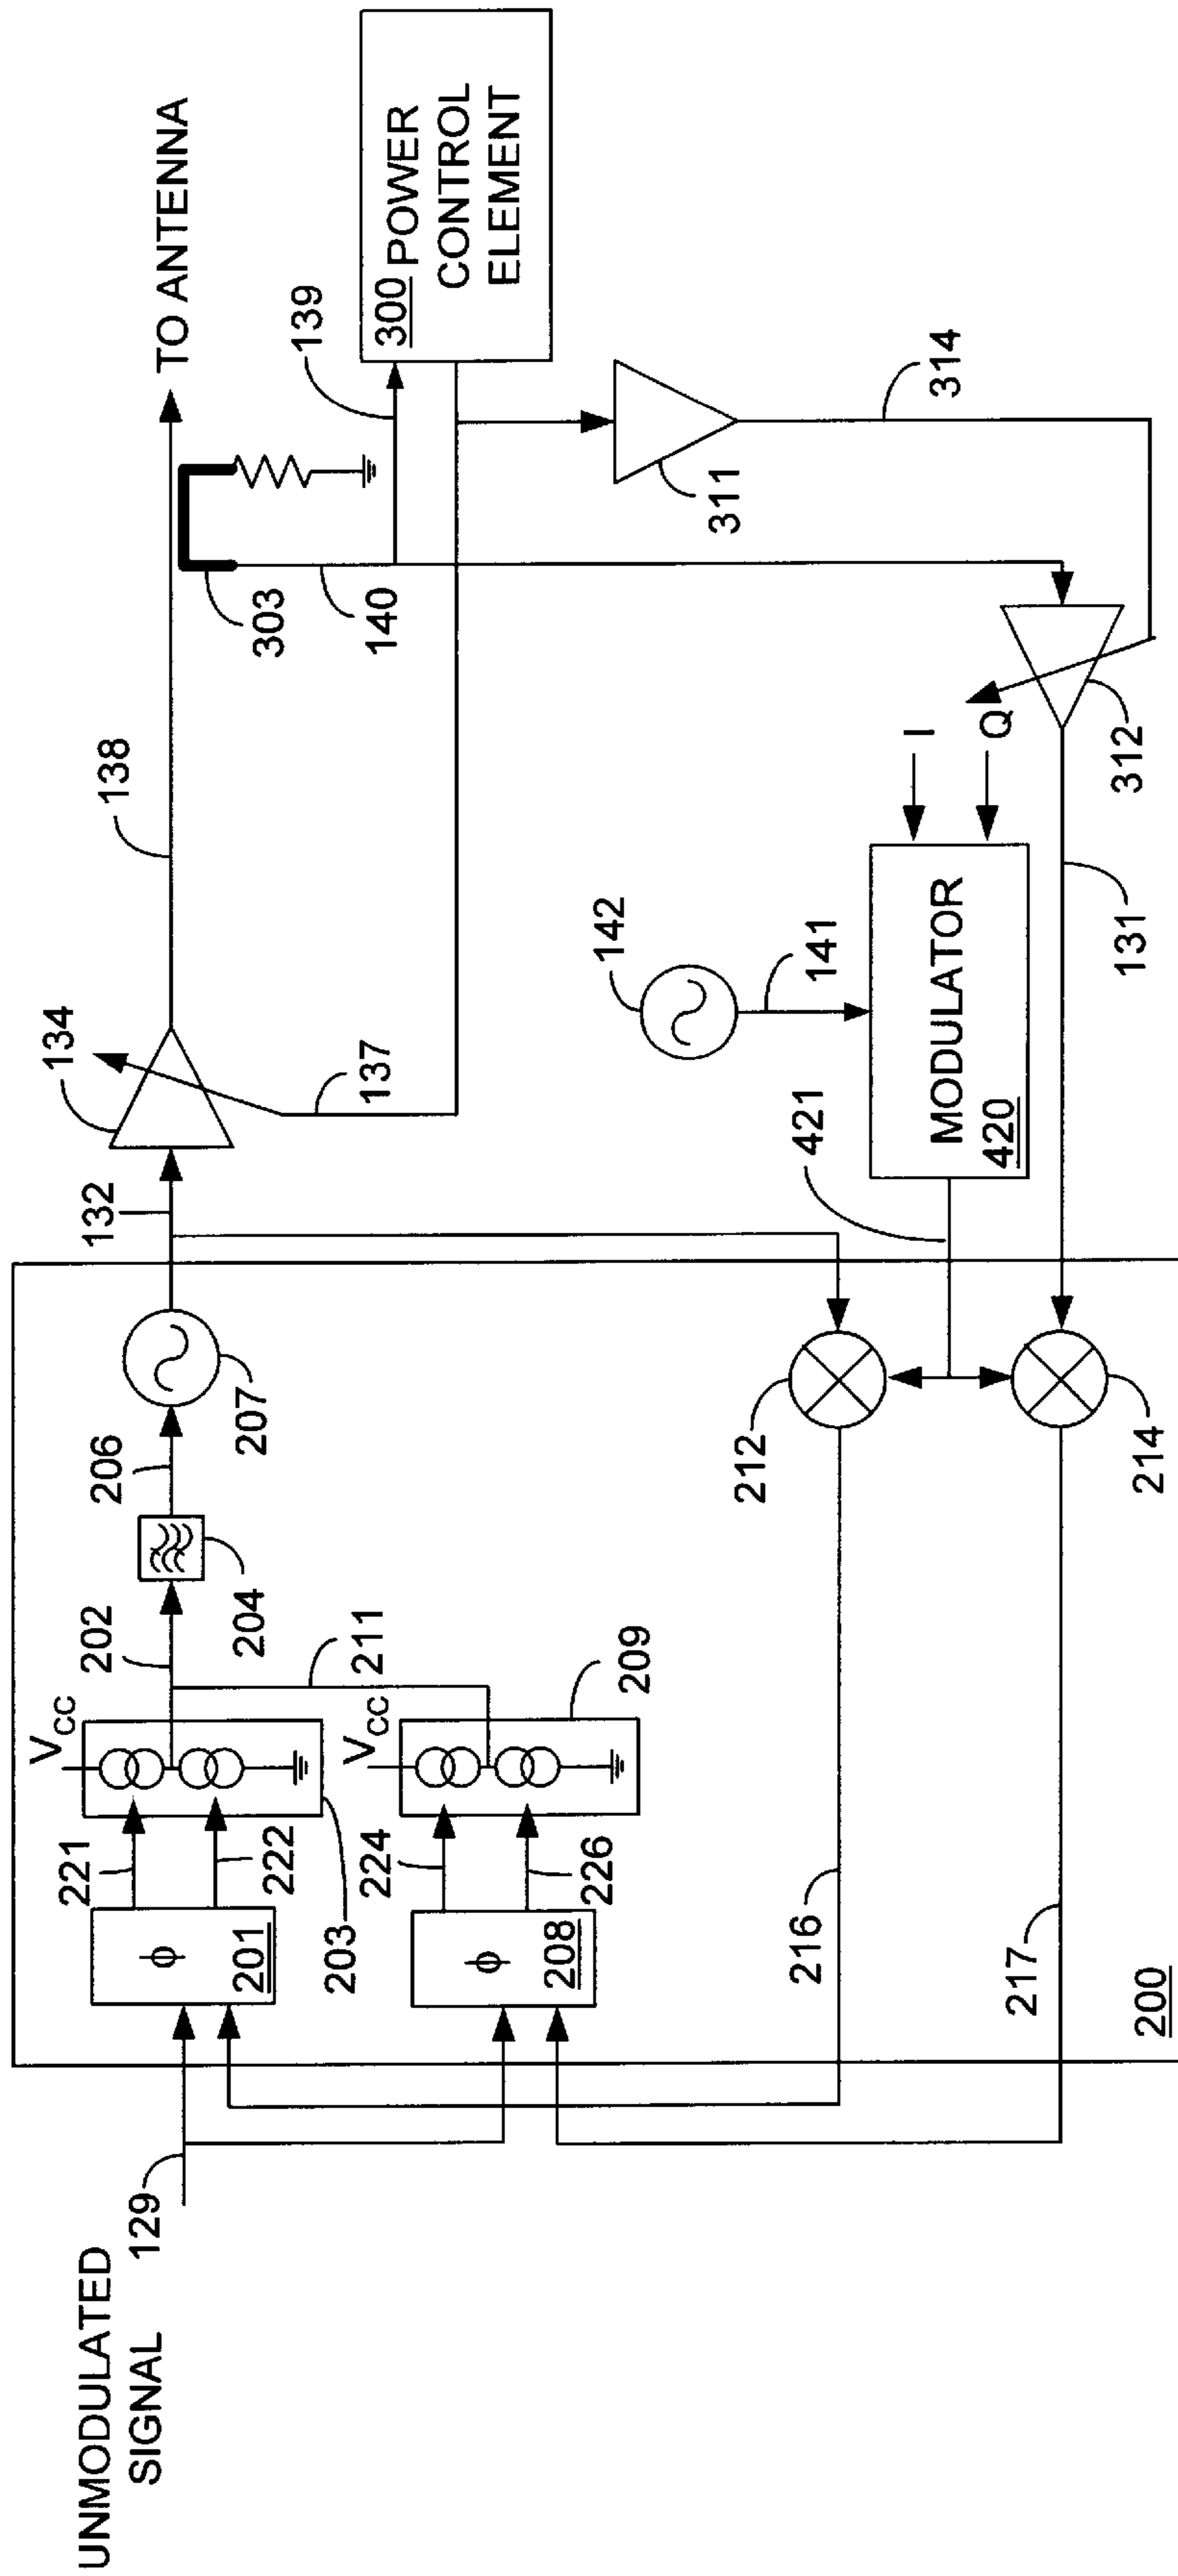 UNMODULATED
SIGNAL
129
221
222
201
ϕ
203
V_CC
202
204
206
207
132
134
137
138
TO ANTENNA
303
140
139
300 POWER
CONTROL
ELEMENT
311
314
224
226
208
ϕ
V_CC
209
211
212
214
216
217
200
142
141
421
MODULATOR
420
I
Q
312
131